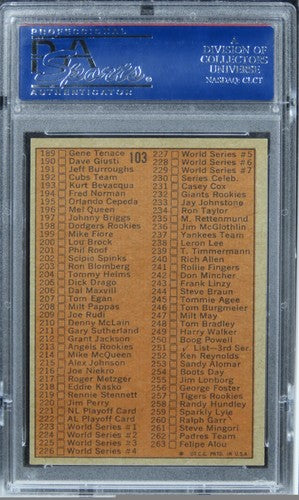 PROFESSIONAL
PSA
Sports
AUTHENTICATOR
A
DIVISION OF
COLLECTORS
UNIVERSE
NASDAQ: CLCT
103
189 Gene Tenace
190 Dave Giusti
191 Jeff Burroughs
192 Cubs Team
193 Kurt Bevacqua
194 Fred Norman
195 Orlando Cepeda
196 Mel Queen
197 Johnny Briggs
198 Dodgers Rookies
199 Mike Fiore
200 Lou Brock
201 Phil Roof
202 Scipio Spinks
203 Ron Blomberg
204 Tommy Helms
205 Dick Drago
206 Dal Maxvill
207 Tom Egan
208 Milt Pappas
209 Joe Rudi
210 Denny McLain
211 Gary Sutherland
212 Grant Jackson
213 Angels Rookies
214 Mike McQueen
215 Alex Johnson
216 Joe Niekro
217 Roger Metzger
218 Eddie Kasko
219 Rennie Stennett
220 Jim Perry
221 NL Playoff Card
222 AL Playoff Card
223 World Series #1
224 World Series #2
225 World Series #3
226 World Series #4
227 World Series #5
228 World Series #6
229 World Series #7
230 Series Celeb.
231 Casey Cox
232 Giants Rookies
233 Jay Johnstone
234 Ron Taylor
235 M. Rettenmund
236 Jim McGlothlin
237 Yankees Team
238 Leron Lee
239 T. Timmermann
240 Rich Allen
241 Rollie Fingers
242 Don Mincher
243 Frank Linzy
244 Steve Braun
245 Tommie Agee
246 Tom Burgmeier
247 Milt May
248 Tom Bradley
249 Harry Walker
250 Boog Powell
251 ✓ List—3rd Ser.
252 Ken Reynolds
253 Sandy Alomar
254 Boots Day
255 Jim Lonborg
256 George Foster
257 Tigers Rookies
258 Randy Hundley
259 Sparky Lyle
260 Ralph Garr
261 Steve Mingori
262 Padres Team
263 Felipe Alou
© T.C.G. PRTD. IN U.S.A.